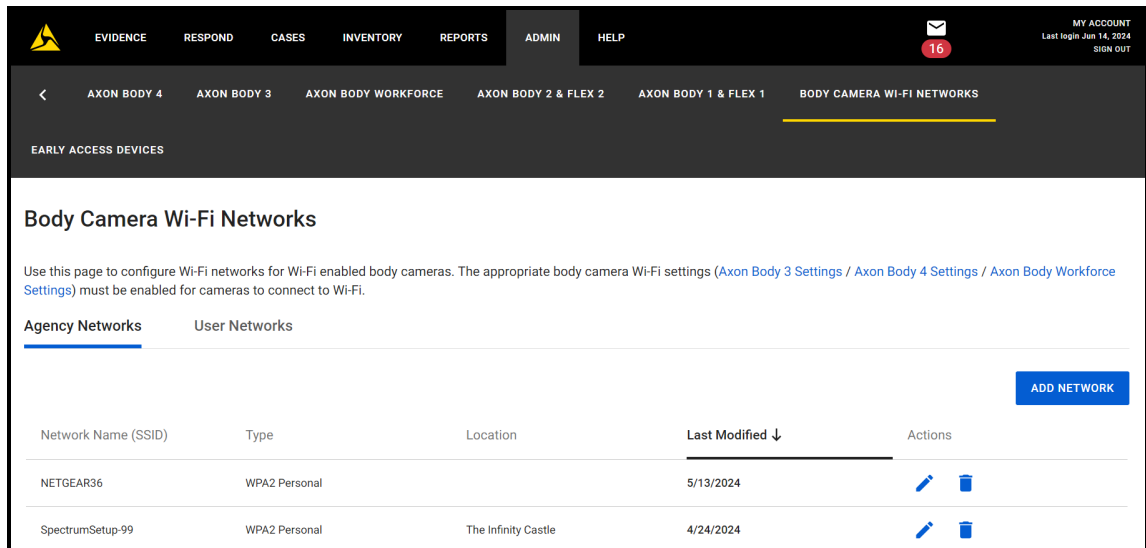 EVIDENCE RESPOND CASES INVENTORY REPORTS ADMIN HELP
16
MY ACCOUNT
Last login Jun 14, 2024
SIGN OUT
AXON BODY 4 AXON BODY 3 AXON BODY WORKFORCE AXON BODY 2 & FLEX 2 AXON BODY 1 & FLEX 1 BODY CAMERA WI-FI NETWORKS
EARLY ACCESS DEVICES
Body Camera Wi-Fi Networks
Use this page to configure Wi-Fi networks for Wi-Fi enabled body cameras. The appropriate body camera Wi-Fi settings (Axon Body 3 Settings / Axon Body 4 Settings / Axon Body Workforce
Settings) must be enabled for cameras to connect to Wi-Fi.
Agency Networks User Networks
ADD NETWORK
Network Name (SSID) Type Location Last Modified Actions
NETGEAR36 WPA2 Personal 5/13/2024
SpectrumSetup-99 WPA2 Personal The Infinity Castle 4/24/2024